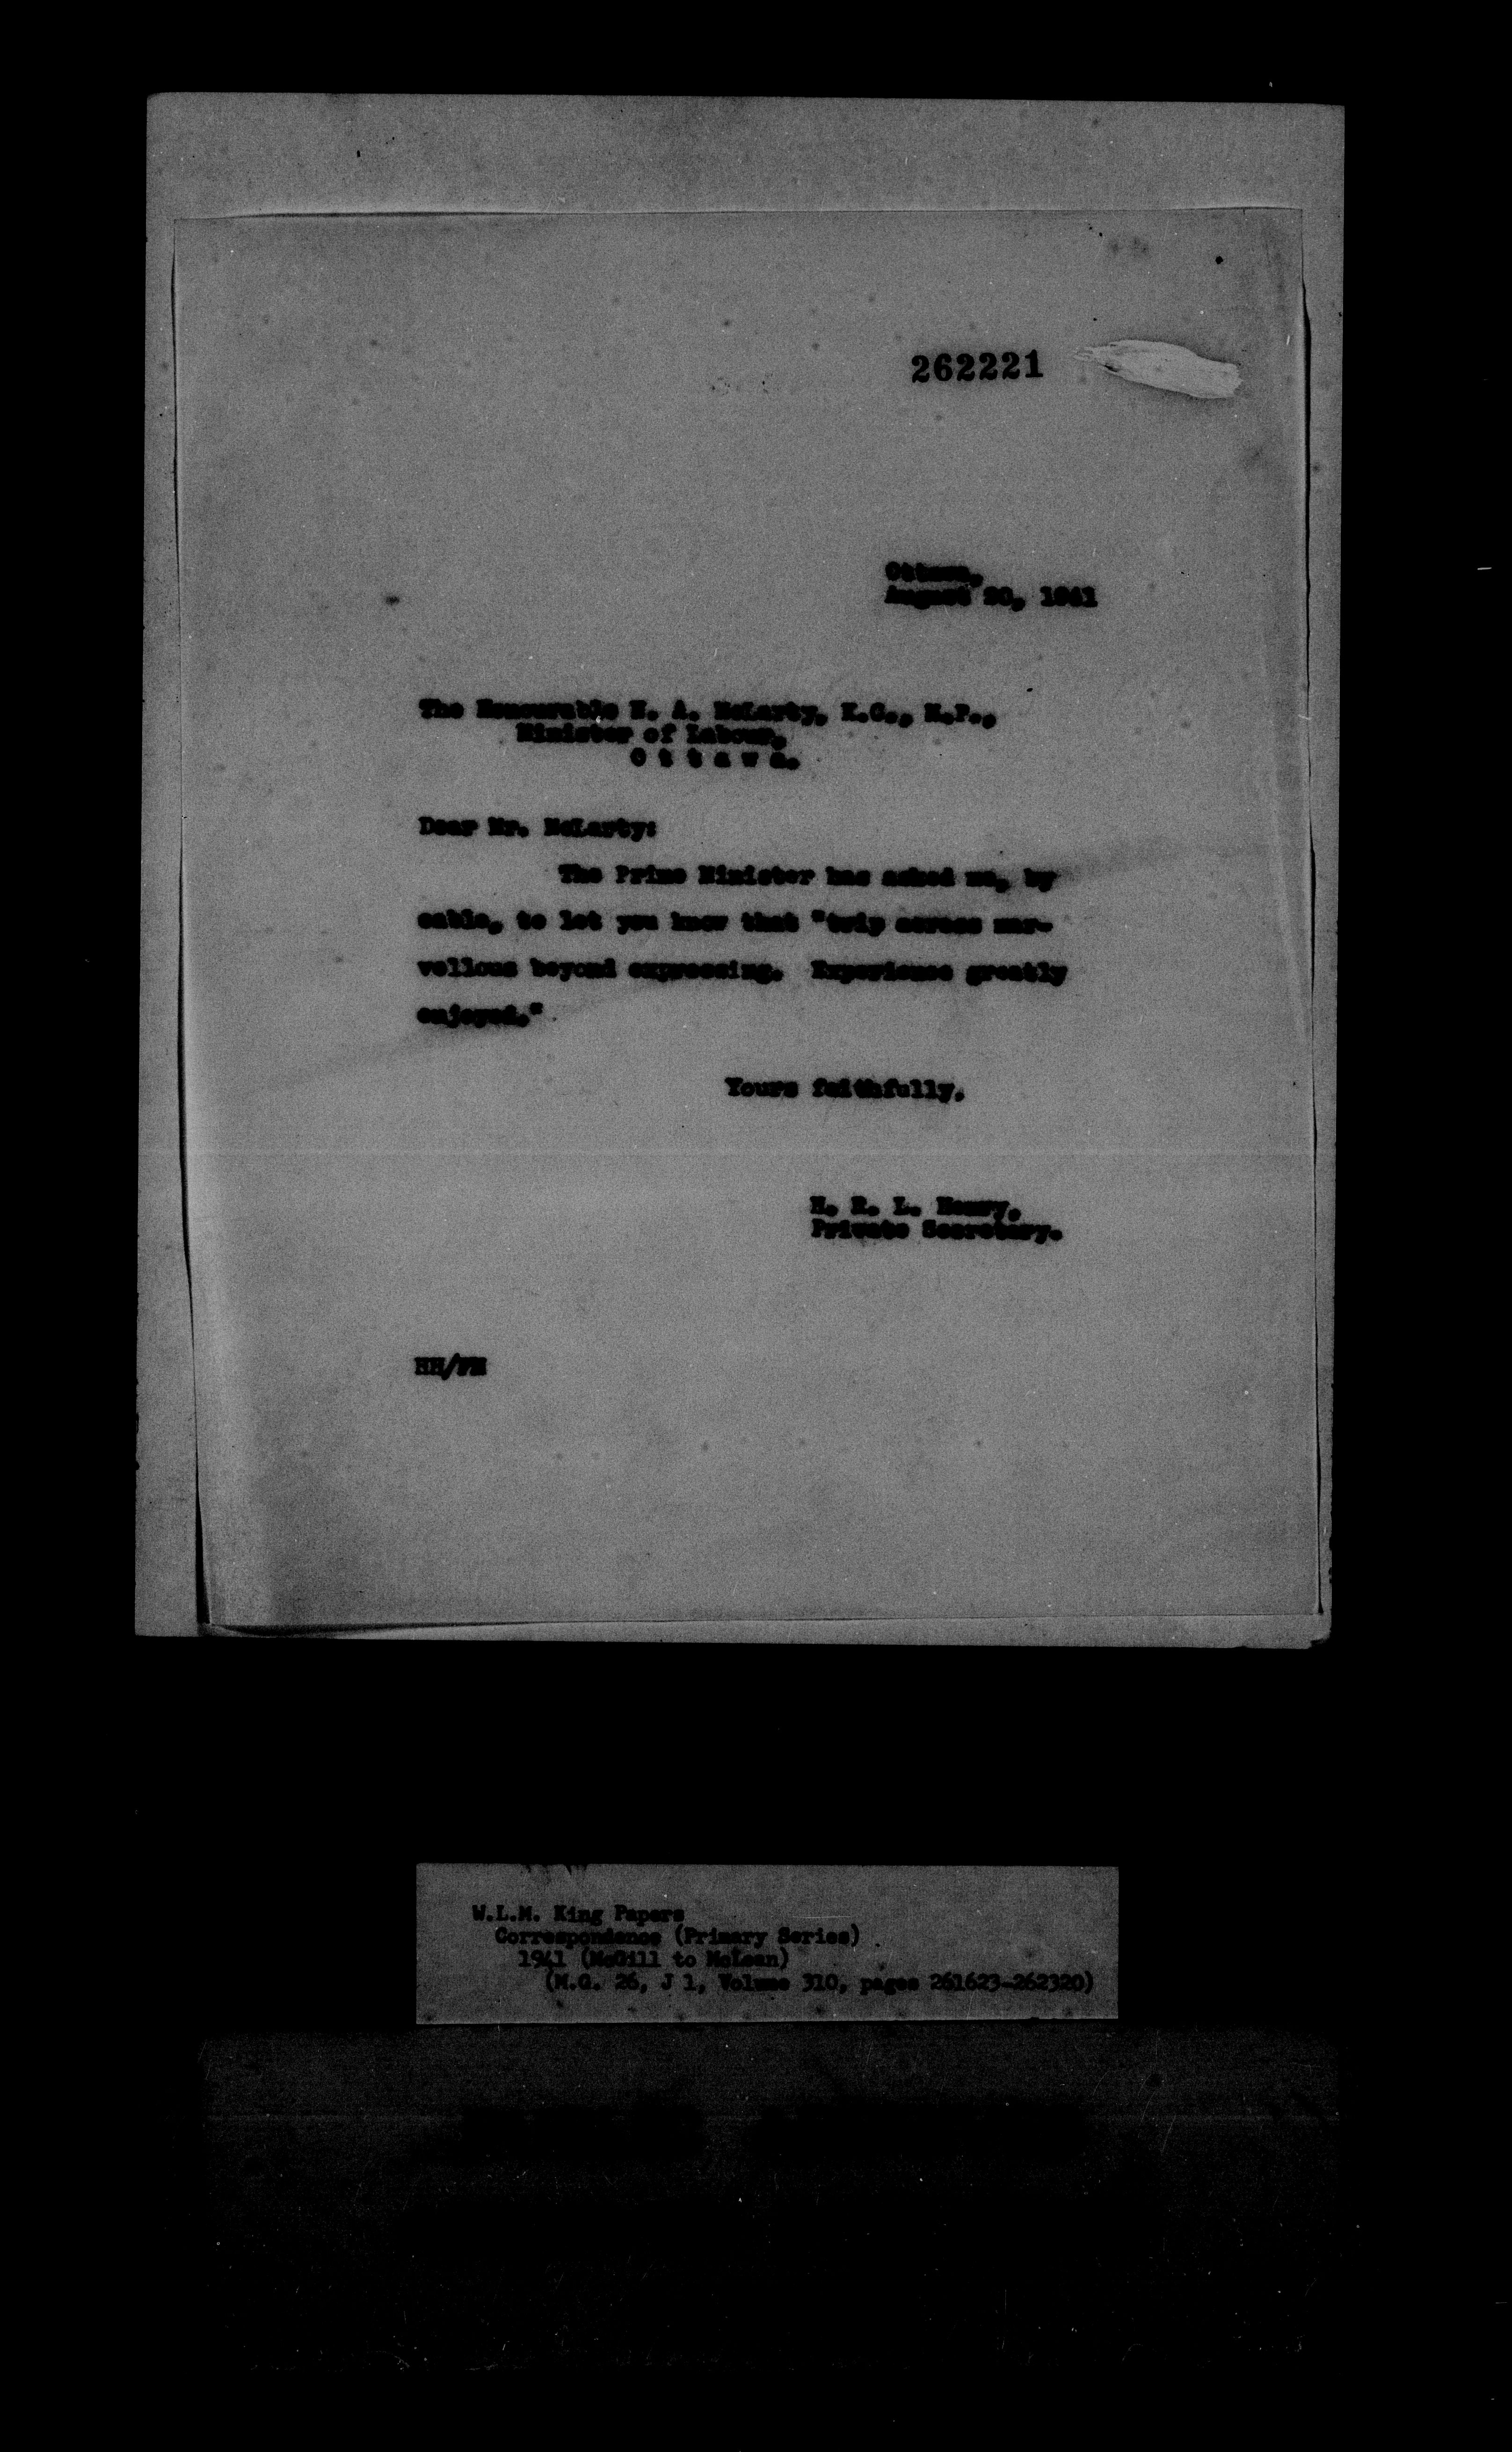 262221
Ottawa,
August 20, 1941
The Honourable N. A. McLarty, K.C., M.P.,
Minister of Labour,
O t t a w a.
Dear Mr. McLarty:
The Prime Minister has asked me, by
cable, to let you know that "trip across mar-
vellous beyond expressing. Experience greatly
enjoyed."
Yours faithfully,
H. R. L. Henry,
Private Secretary.
HH/FM
W.L.M. King Papers
Correspondence (Primary Series)
1941 (McGill to McLean)
(M.G. 26, J 1, Volume 310, pages 261623-262320)